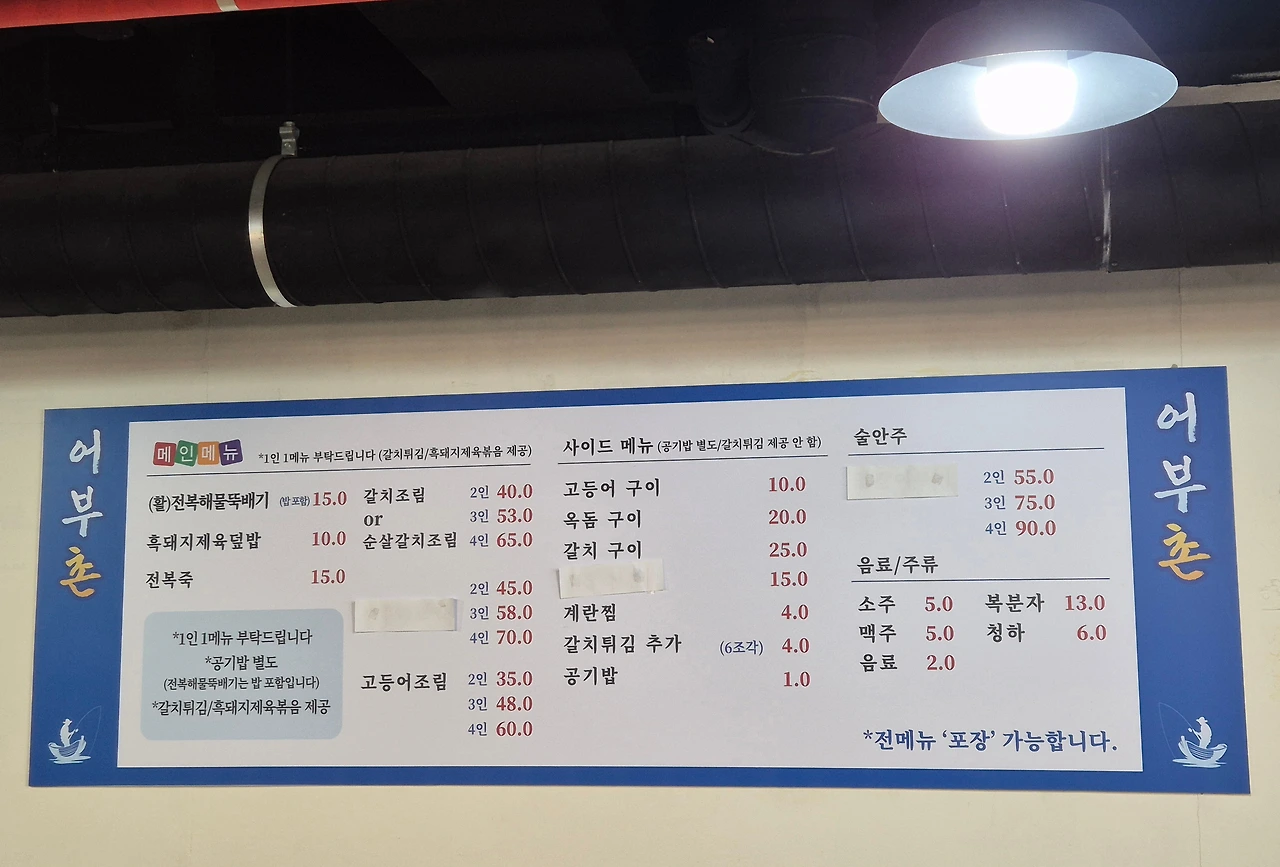 어부촌
메인메뉴 *1인 1메뉴 부탁드립니다 (갈치튀김/흑돼지제육볶음 제공)
(활)전복해물뚝배기 (밥포함) 15.0
흑돼지제육덮밥 10.0
전복죽 15.0
*1인 1메뉴 부탁드립니다
*공기밥 별도
(전복해물뚝배기는 밥 포함입니다)
*갈치튀김/흑돼지제육볶음 제공
갈치조림
or
순살갈치조림
2인 40.0
3인 53.0
4인 65.0
2인 45.0
3인 58.0
4인 70.0
고등어조림 2인 35.0
3인 48.0
4인 60.0
사이드 메뉴 (공기밥 별도/갈치튀김 제공 안 함)
고등어 구이 10.0
옥돔 구이 20.0
갈치 구이 25.0
15.0
계란찜 4.0
갈치튀김 추가 (6조각) 4.0
공기밥 1.0
술안주
2인 55.0
3인 75.0
4인 90.0
음료/주류
소주 5.0 복분자 13.0
맥주 5.0 청하 6.0
음료 2.0
*전메뉴 ‘포장’ 가능합니다.
어부촌